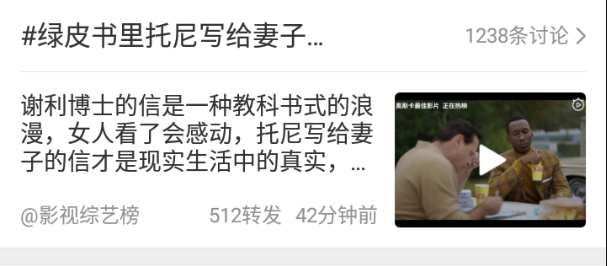 #绿皮书里托尼写给妻子...
1238条讨论
谢利博士的信是一种教科书式的浪
漫，女人看了会感动，托尼写给妻
子的信才是现实生活中的真实，...
奥斯卡最佳影片 正在热映
@影视综艺榜
512转发 42分钟前